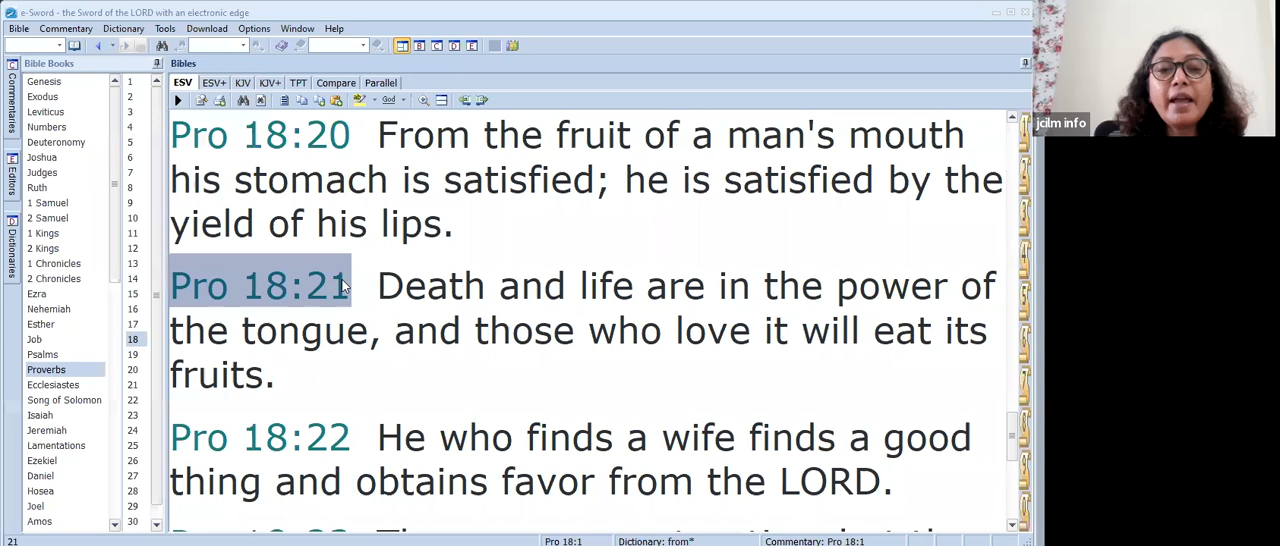 e-Sword - the Sword of the LORD with an electronic edge
Bible Commentary Dictionary Tools Download Options Window Help
B C D E
Bible Books
Bibles
Commentaries
Editors
Dictionaries
ESV ESV+ KJV KJV+ TPT Compare Parallel
God
Genesis 1
Exodus 2
Leviticus 3
Numbers 4
Deuteronomy 5
Joshua 6
Judges 7
Ruth 8
1 Samuel 9
2 Samuel 10
1 Kings 11
2 Kings 12
1 Chronicles 13
2 Chronicles 14
Ezra 15
Nehemiah 16
Esther 17
Job 18
Psalms 19
Proverbs 20
Ecclesiastes 21
Song of Solomon 22
Isaiah 23
Jeremiah 24
Lamentations 25
Ezekiel 26
Daniel 27
Hosea 28
Joel 29
Amos 30
Pro 18:20 From the fruit of a man's mouth
his stomach is satisfied; he is satisfied by the
yield of his lips.
Pro 18:21 Death and life are in the power of
the tongue, and those who love it will eat its
fruits.
Pro 18:22 He who finds a wife finds a good
thing and obtains favor from the LORD.
jcilm info
21
Pro 18:1
Dictionary: from*
Commentary: Pro 18:1